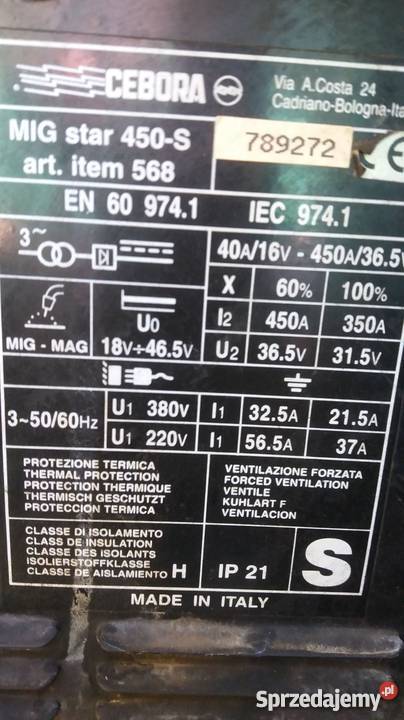 CEBORA
Via A.Costa 24
Cadriano-Bologna-Ita
MIG star 450-S
art. item 568
789272
CE
EN 60 974.1 IEC 974.1
3~
40A/16V - 450A/36.5V
X 60% 100%
I2 450A 350A
U2 36.5V 31.5V
U0
MIG - MAG 18V÷46.5V
3~50/60Hz
U1 380V I1 32.5A 21.5A
U1 220V I1 56.5A 37A
PROTEZIONE TERMICA
THERMAL PROTECTION
PROTECTION THERMIQUE
THERMISCH GESCHUTZT
PROTECCION TERMICA
VENTILAZIONE FORZATA
FORCED VENTILATION
VENTILE
KUHLART F
VENTILACION
CLASSE DI ISOLAMENTO
CLASS DE INSULATION
CLASSE DES ISOLANTS
ISOLIERSTOFFKLASSE
CLASSE DE AISLAMIENTO H
IP 21
S
MADE IN ITALY
Sprzedajemy.pl